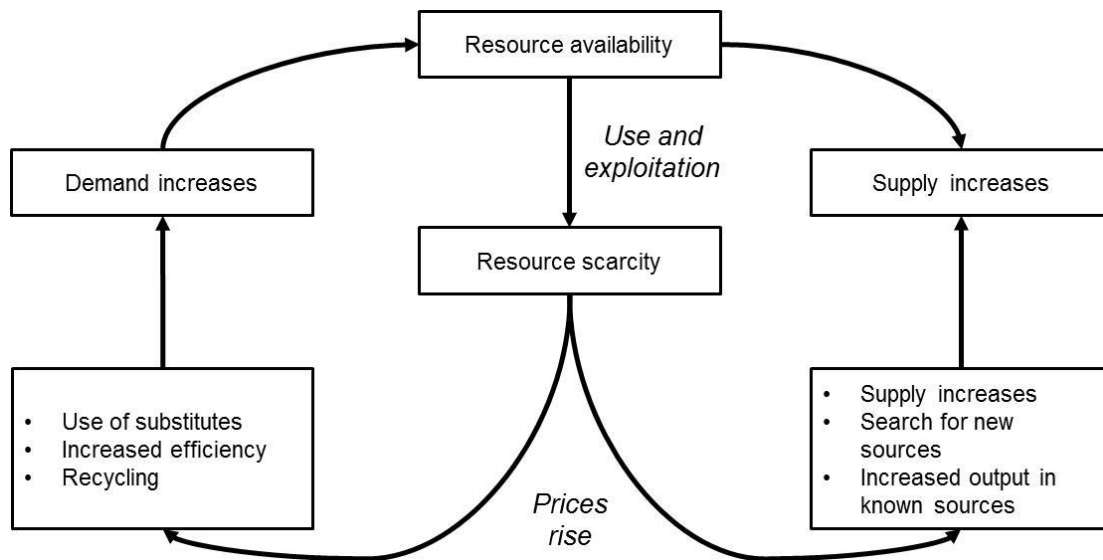 Resource availability
Use and
exploitation
Demand increases
Supply increases
Resource scarcity
• Use of substitutes
• Increased efficiency
• Recycling
• Supply increases
• Search for new
sources
• Increased output in
known sources
Prices
rise